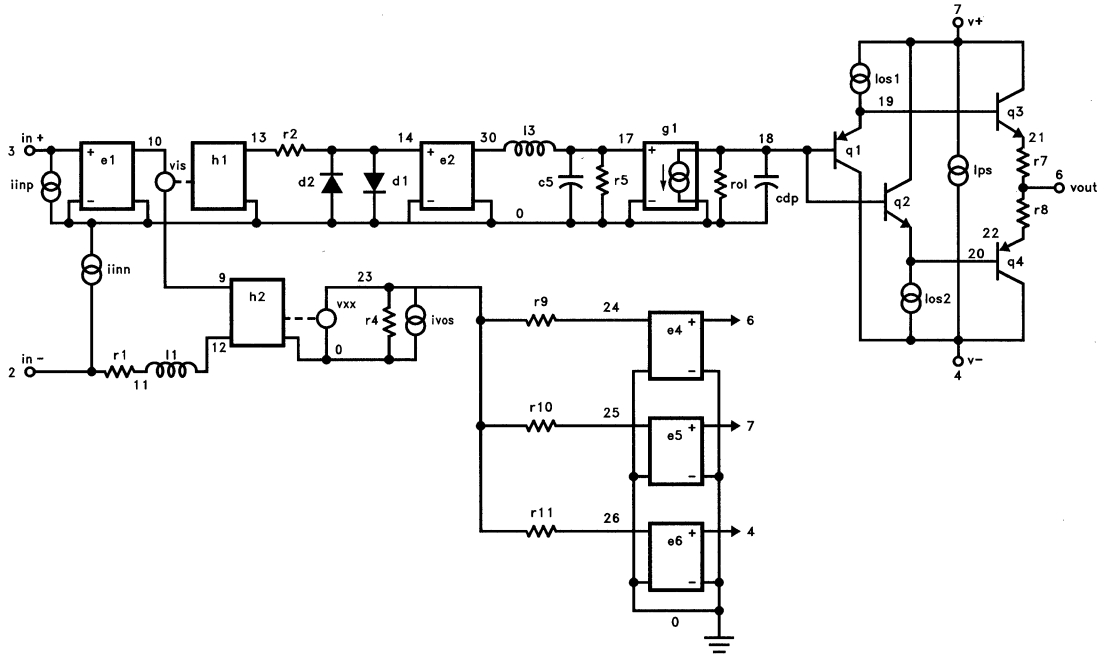 7
v+
Ios1
19
q3
21
r7
in+
3
e1
10
vis
h1
13
r2
14
e2
30
l3
17
g1
18
q1
iinp
d2
d1
c5
r5
rol
cdp
Ips
6
vout
r8
q2
22
20
q4
0
iinn
9
h2
23
vxx
r4
ivos
0
12
Ios2
v-
4
in-
2
r1
11
l1
r9
24
e4
6
r10
25
e5
7
r11
26
e6
4
0
+
-
+
-
+
-
+
-
+
-
+
-